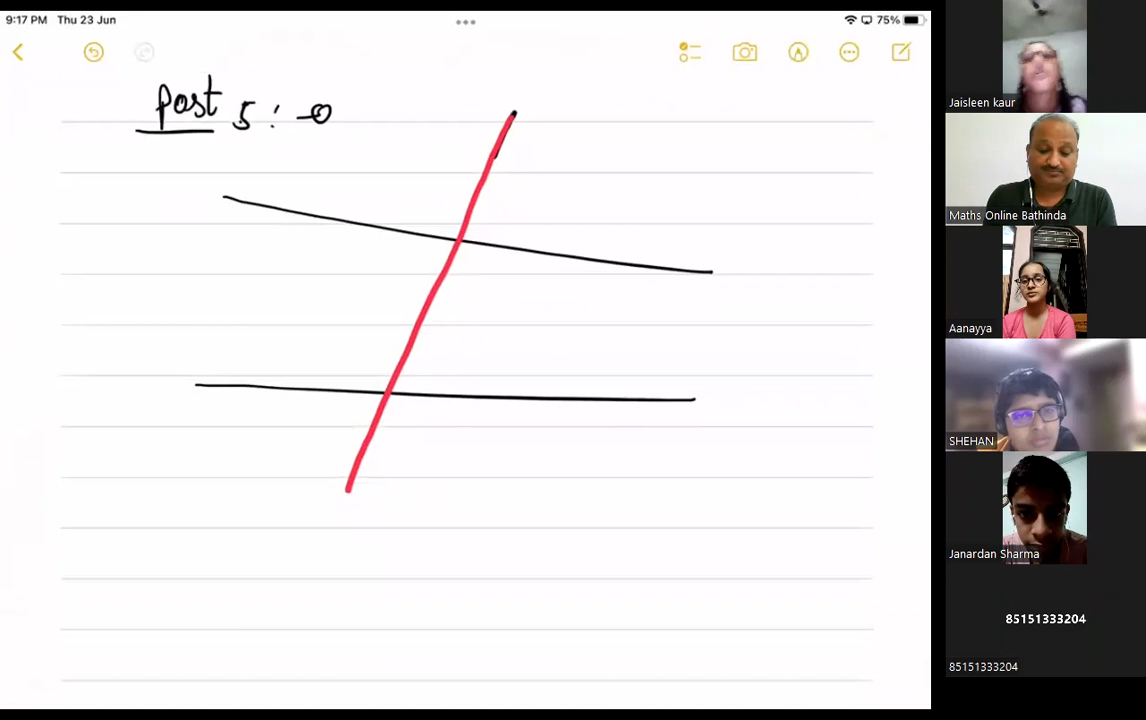 9:17 PM Thu 23 Jun
75%
Post 5 :-
Jaisleen kaur
Maths Online Bathinda
Aanayya
SHEHAN
Janardan Sharma
85151333204
85151333204